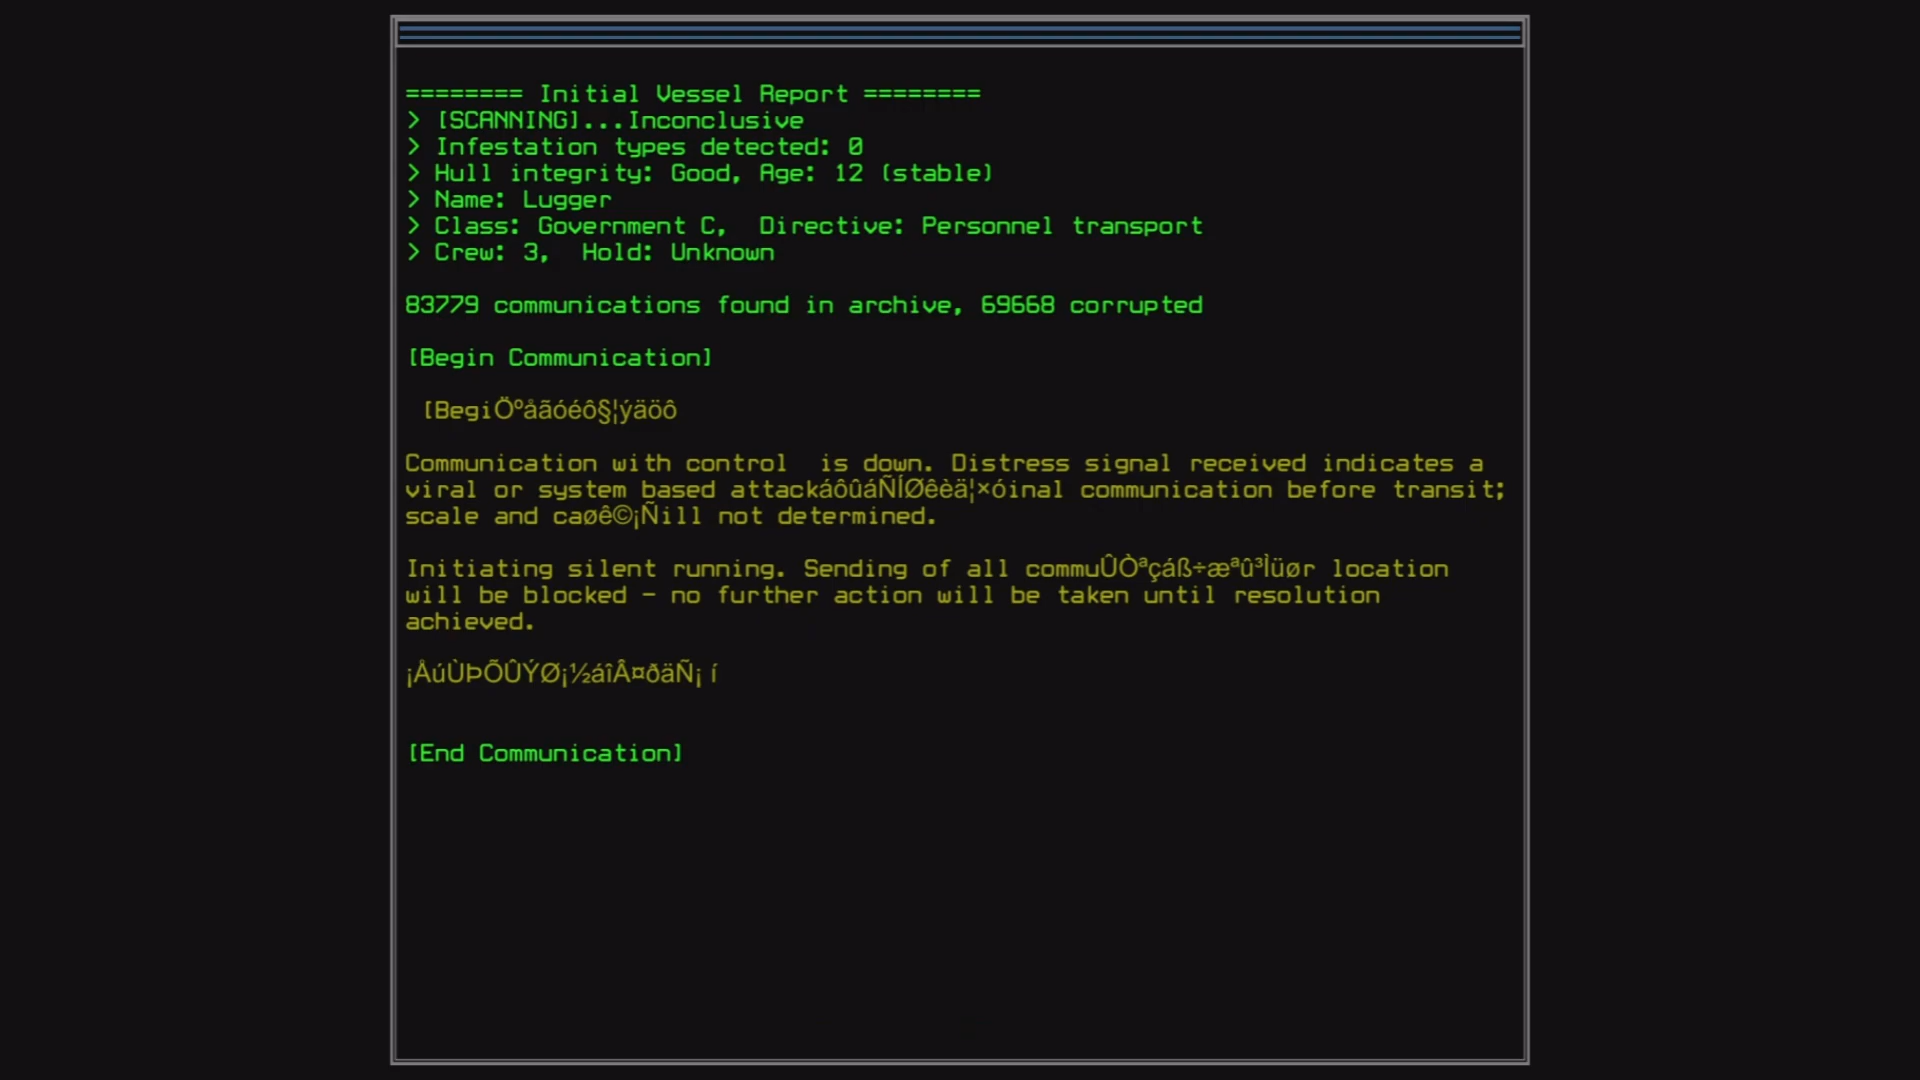 ======== Initial Vessel Report ========
> [SCANNING]...Inconclusive
> Infestation types detected: 0
> Hull integrity: Good, Age: 12 (stable)
> Name: Lugger
> Class: Government C,  Directive: Personnel transport
> Crew: 3,  Hold: Unknown
83779 communications found in archive, 69668 corrupted
[Begin Communication]
[BegiÖºåãóéô§¦ýäöô
Communication with control  is down. Distress signal received indicates a
viral or system based attackáôûáÑÍØêèä¦×óinal communication before transit;
scale and caøê©¡Ñill not determined.
Initiating silent running. Sending of all commuÛÒªçáß÷æªû³Ìüør location
will be blocked - no further action will be taken until resolution
achieved.
¡ÅúÙÞÕÛÝØ¡½áîÂ¤ðäÑ¡ í
[End Communication]